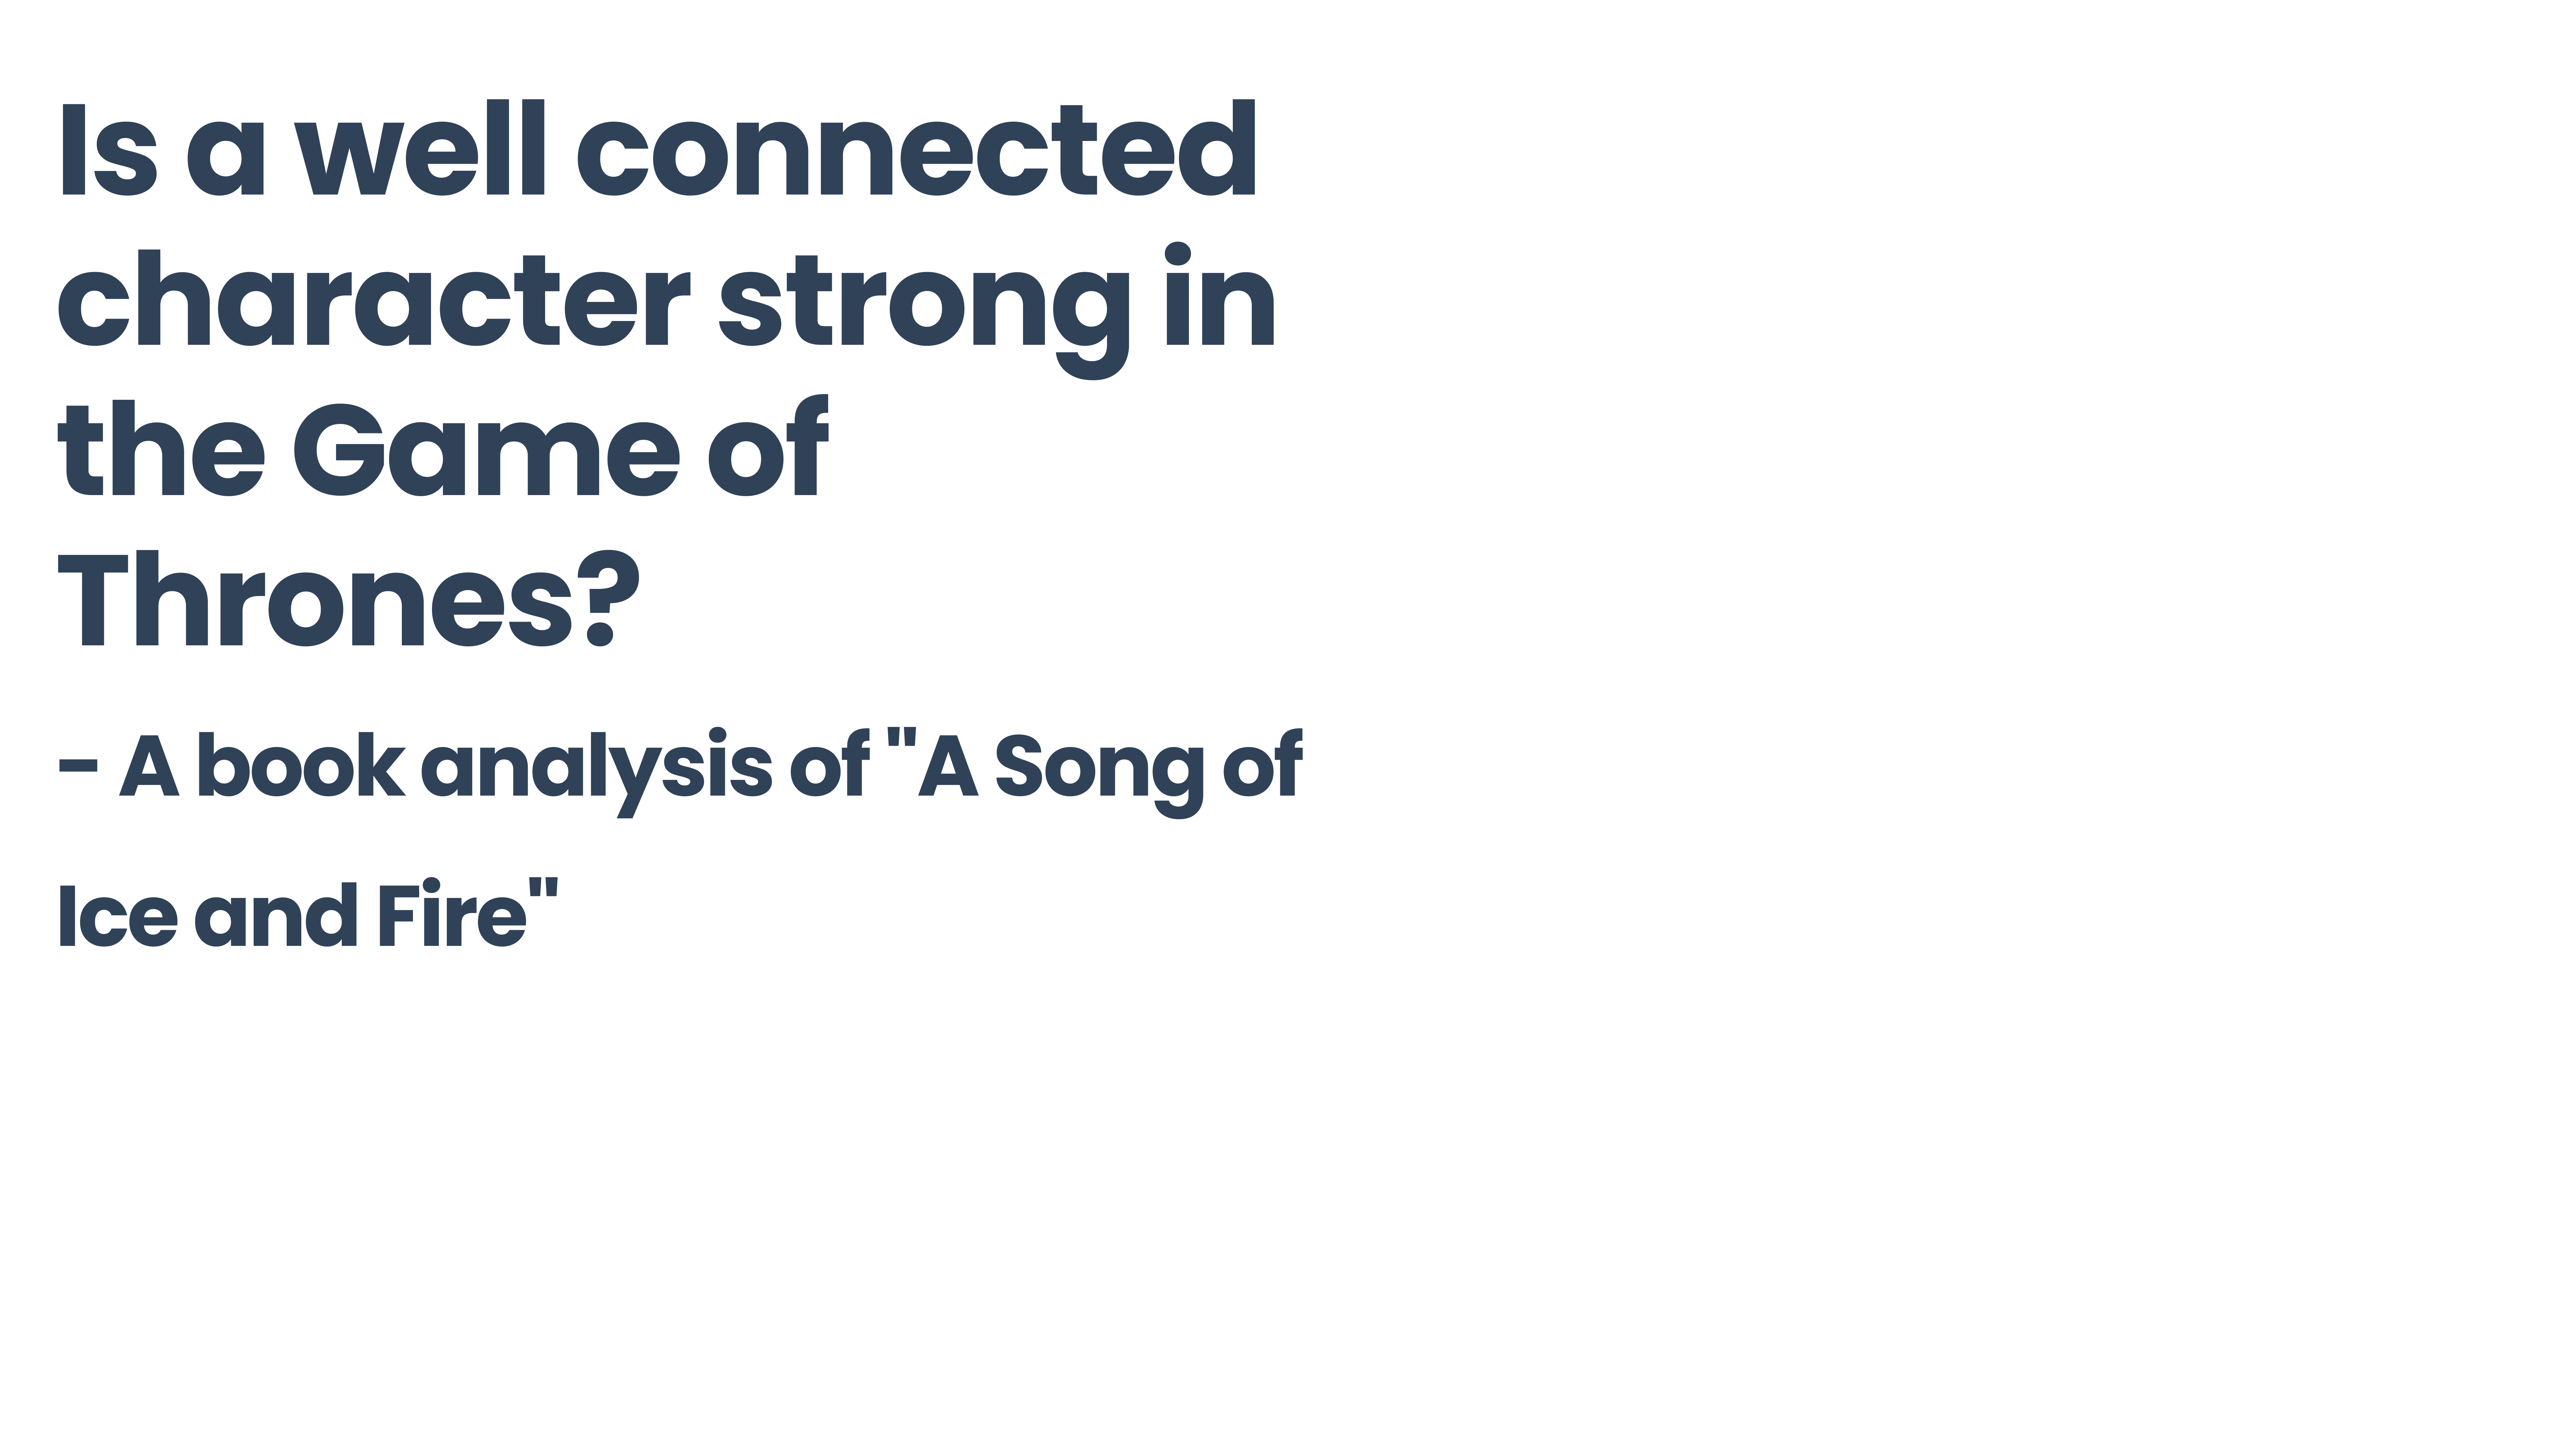 Is a well connected
character strong in
the Game of
Thrones?
- A book analysis of "A Song of
Ice and Fire"